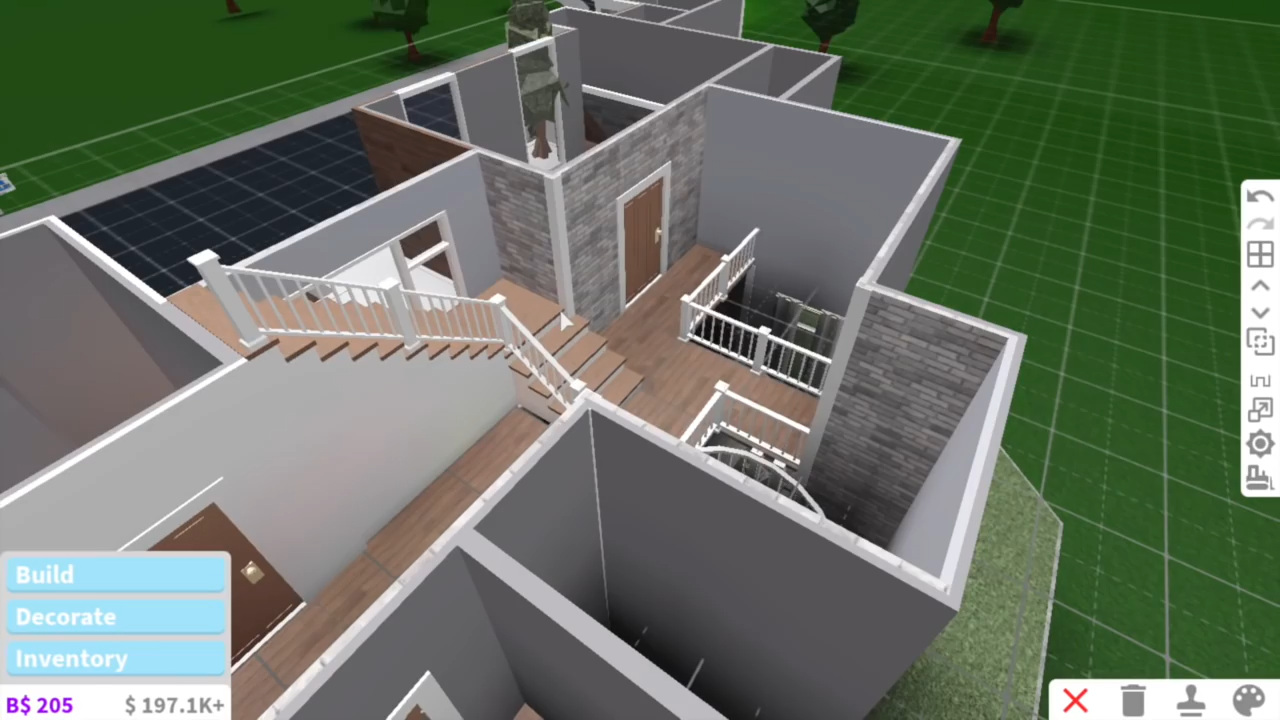 Build
Decorate
Inventory
B$ 205 $ 197.1K+